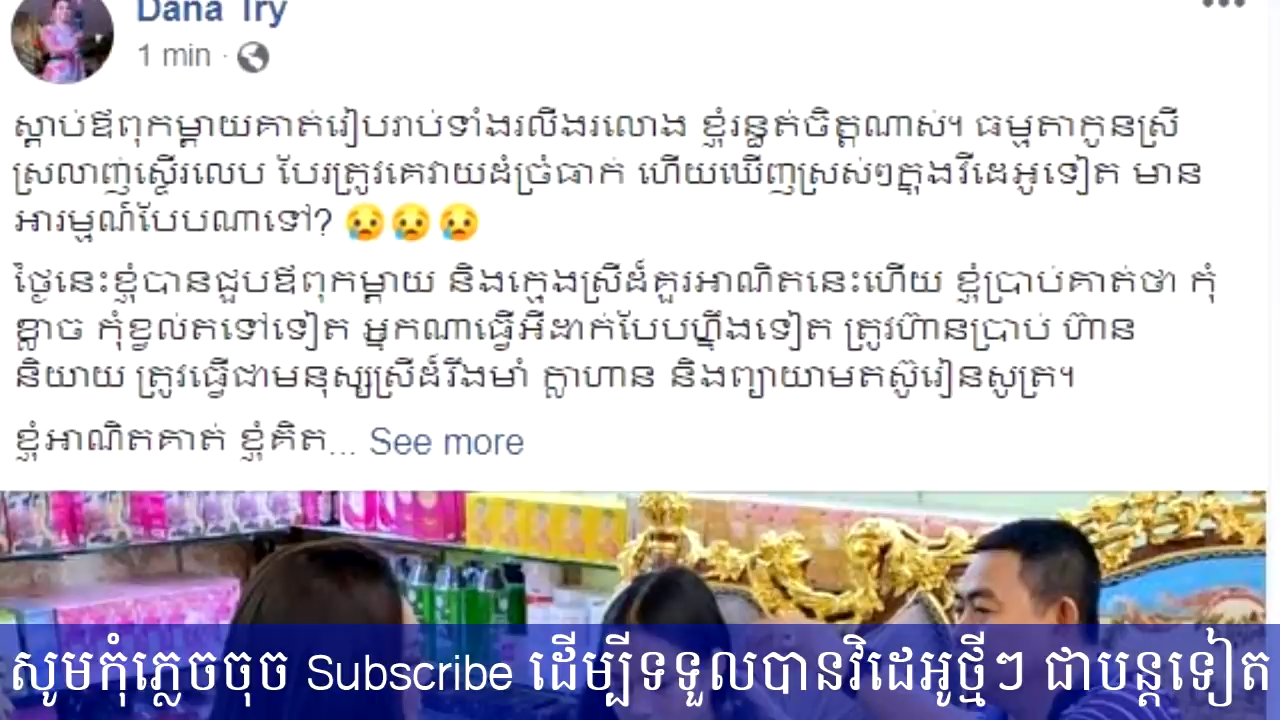 Dana Try
1 min ·
ស្តាប់ឪពុកម្តាយគាត់រៀបរាប់ទាំងរលីងរលោង ខ្ញុំរន្ធត់ចិត្តណាស់។ ធម្មតាកូនស្រី
ស្រលាញ់ស្ទើរលេប បែរត្រូវគេវាយដំច្រំធាក់ ហើយឃើញស្រស់ៗក្នុងវីដេអូទៀត មាន
អារម្មណ៍បែបណាទៅ? 😢😢😢
ថ្ងៃនេះខ្ញុំបានជួបឪពុកម្តាយ និងក្មេងស្រីដ៏គួរអាណិតនេះហើយ ខ្ញុំប្រាប់គាត់ថា កុំ
ខ្លាច កុំខ្វល់តទៅទៀត អ្នកណាធ្វើអីដាក់បែបហ្នឹងទៀត ត្រូវហ៊ានប្រាប់ ហ៊ាន
និយាយ ត្រូវធ្វើជាមនុស្សស្រីដ៏រឹងមាំ ក្លាហាន និងព្យាយាមតស៊ូរៀនសូត្រ។
ខ្ញុំអាណិតគាត់ ខ្ញុំគិត... See more
សូមកុំភ្លេចចុច Subscribe ដើម្បីទទួលបានវិដេអូថ្មីៗ ជាបន្តទៀត